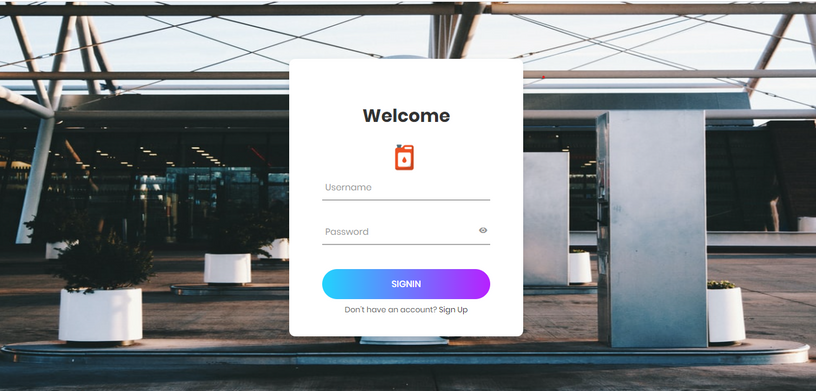 Welcome
Username
Password
SIGNIN
Don't have an account? Sign Up